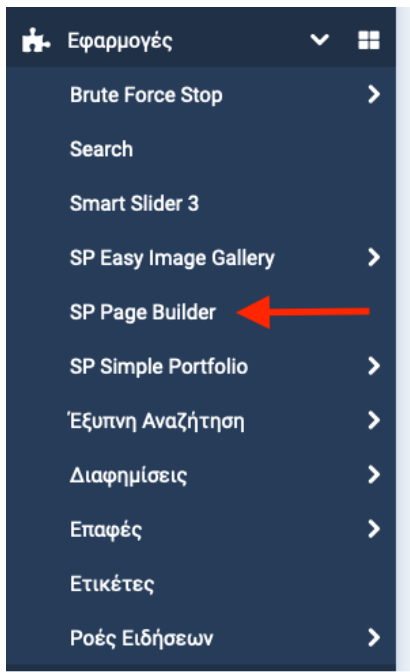 Εφαρμογές
Brute Force Stop
Search
Smart Slider 3
SP Easy Image Gallery
SP Page Builder
SP Simple Portfolio
Έξυπνη Αναζήτηση
Διαφημίσεις
Επαφές
Ετικέτες
Ροές Ειδήσεων